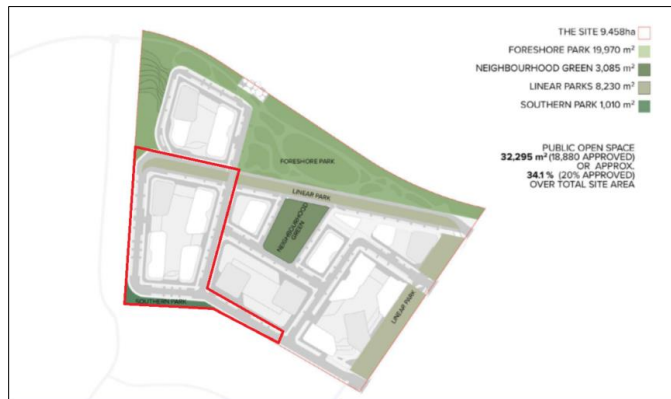 THE SITE 9.458ha
FORESHORE PARK 19,970 m²
NEIGHBOURHOOD GREEN 3,085 m²
LINEAR PARKS 8,230 m²
SOUTHERN PARK 1,010 m²
PUBLIC OPEN SPACE
32,295 m² (18,880 APPROVED)
OR APPROX.
34.1 % (20% APPROVED)
OVER TOTAL SITE AREA
FORESHORE PARK
LINEAR PARK
NEIGHBOURHOOD
GREEN
LINEAR PARK
SOUTHERN PARK